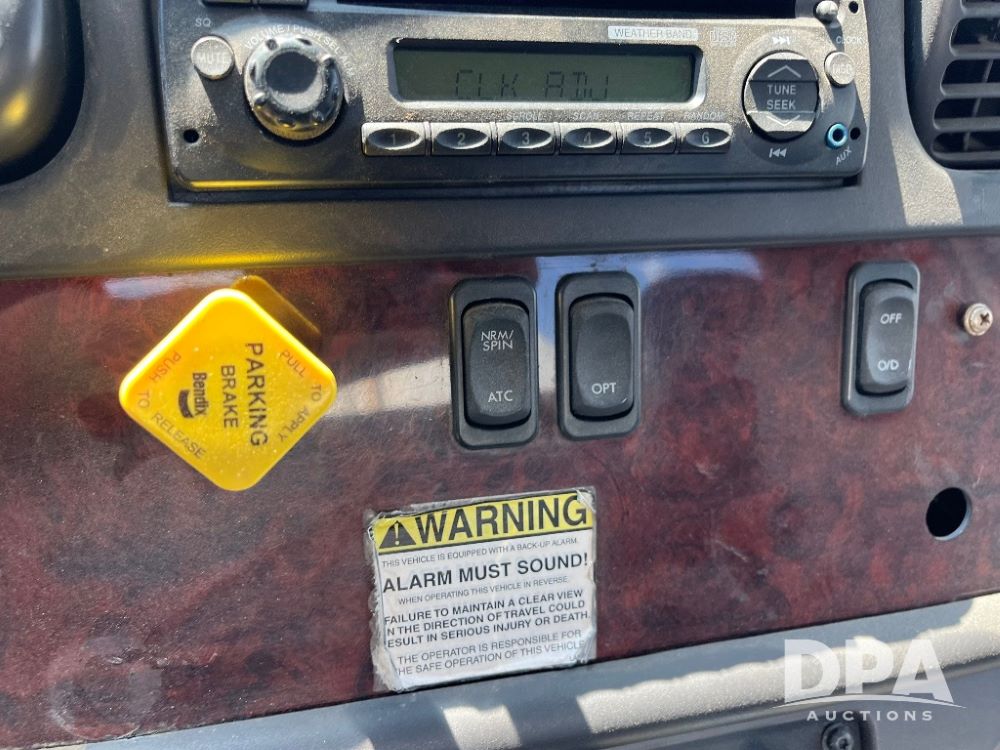 SQ
MUTE
VOLUME / PUSH SEL
WEATHER BAND
CLOCK
CLK ADJ
TUNE
SEEK
SCROLL SCAN REPEAT RANDOM
1 2 3 4 5 6
AUX
PULL TO APPLY
PARKING
BRAKE
Bendix
PUSH TO RELEASE
NRM/
SPIN
ATC
OPT
OFF
O/D
WARNING
THIS VEHICLE IS EQUIPPED WITH A BACK-UP ALARM.
ALARM MUST SOUND!
WHEN OPERATING THIS VEHICLE IN REVERSE.
FAILURE TO MAINTAIN A CLEAR VIEW
N THE DIRECTION OF TRAVEL COULD
ESULT IN SERIOUS INJURY OR DEATH.
THE OPERATOR IS RESPONSIBLE FOR
THE SAFE OPERATION OF THIS VEHICLE
DPA
AUCTIONS